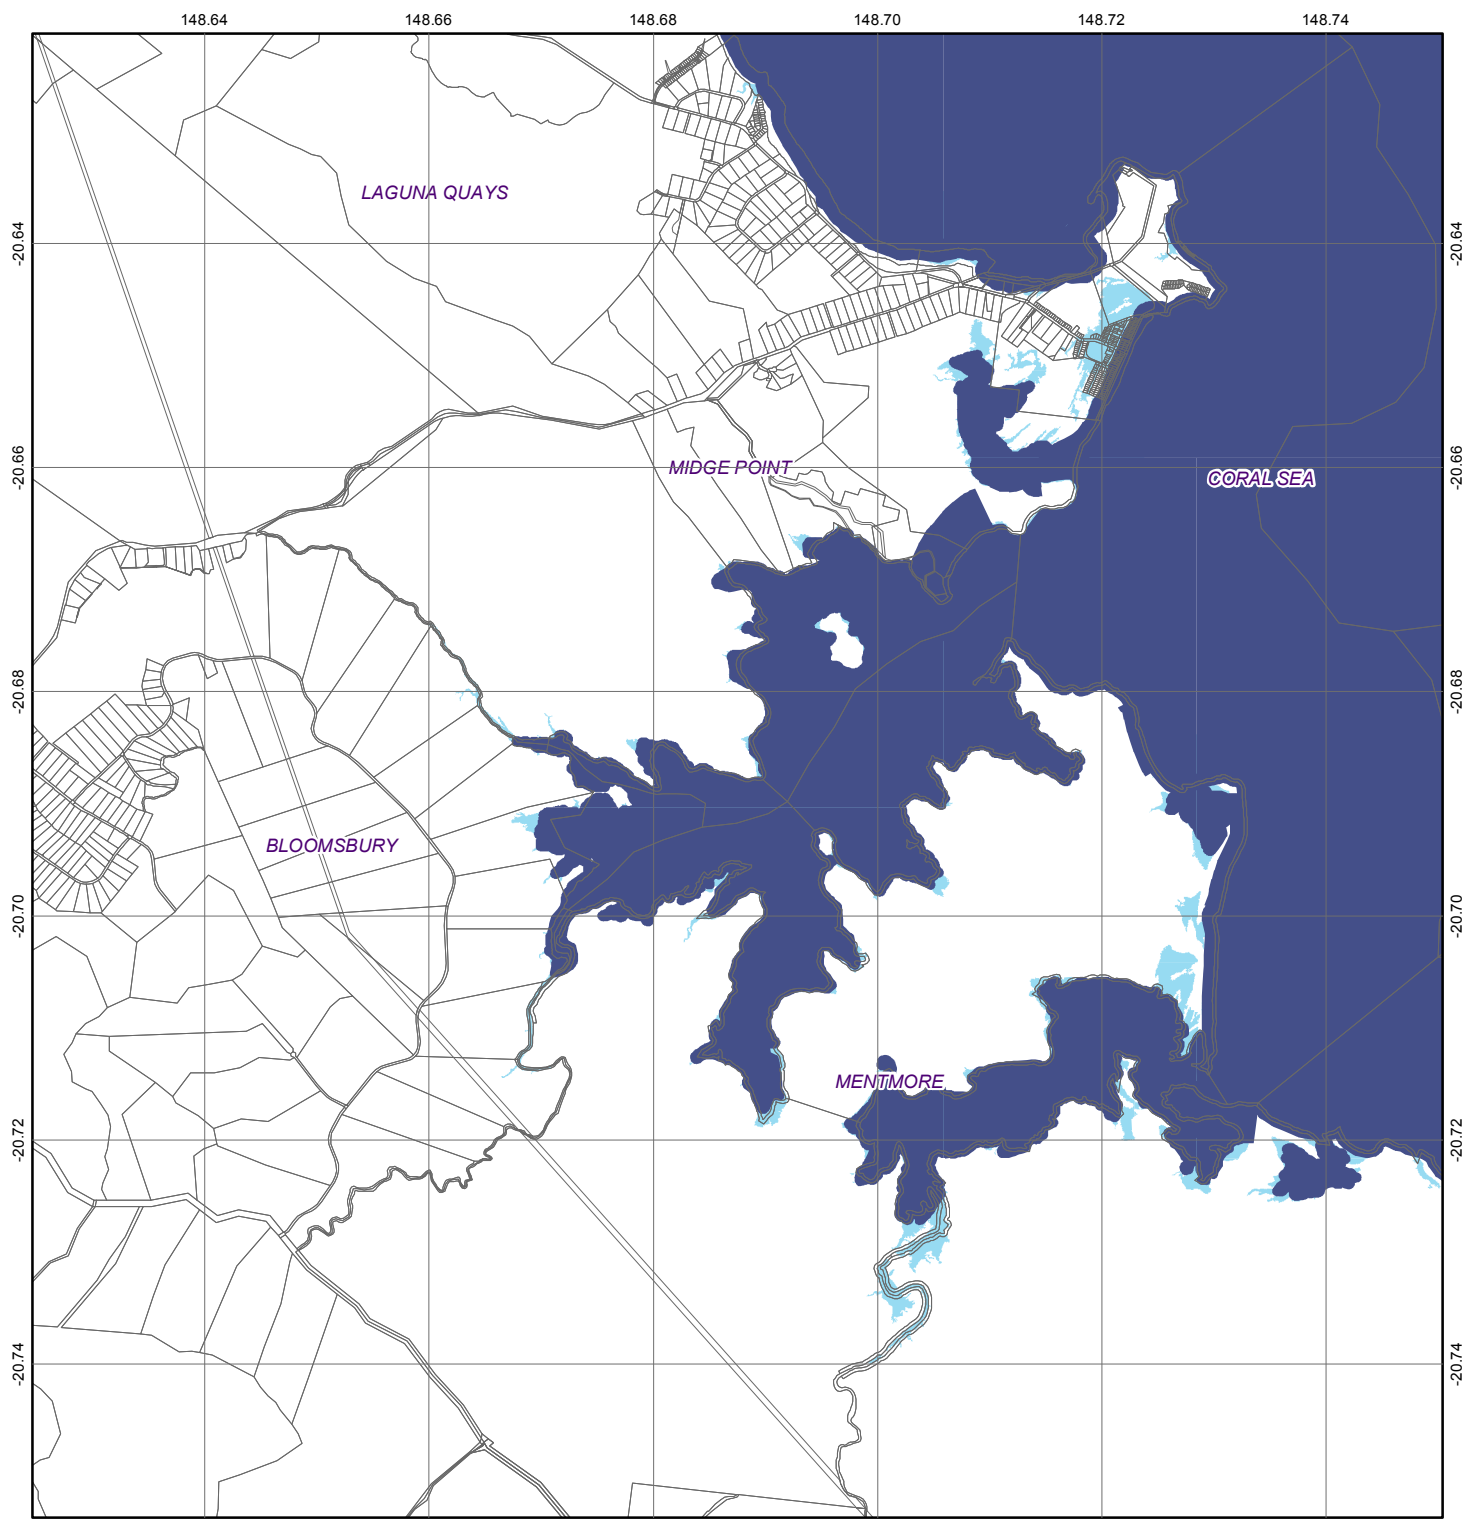 148.64 148.66 148.68 148.70 148.72 148.74
LAGUNA QUAYS
-20.64 -20.64
MIDGE POINT
-20.66 -20.66
CORAL SEA
-20.68 -20.68
BLOOMSBURY
-20.70 -20.70
MENTMORE
-20.72 -20.72
-20.74 -20.74